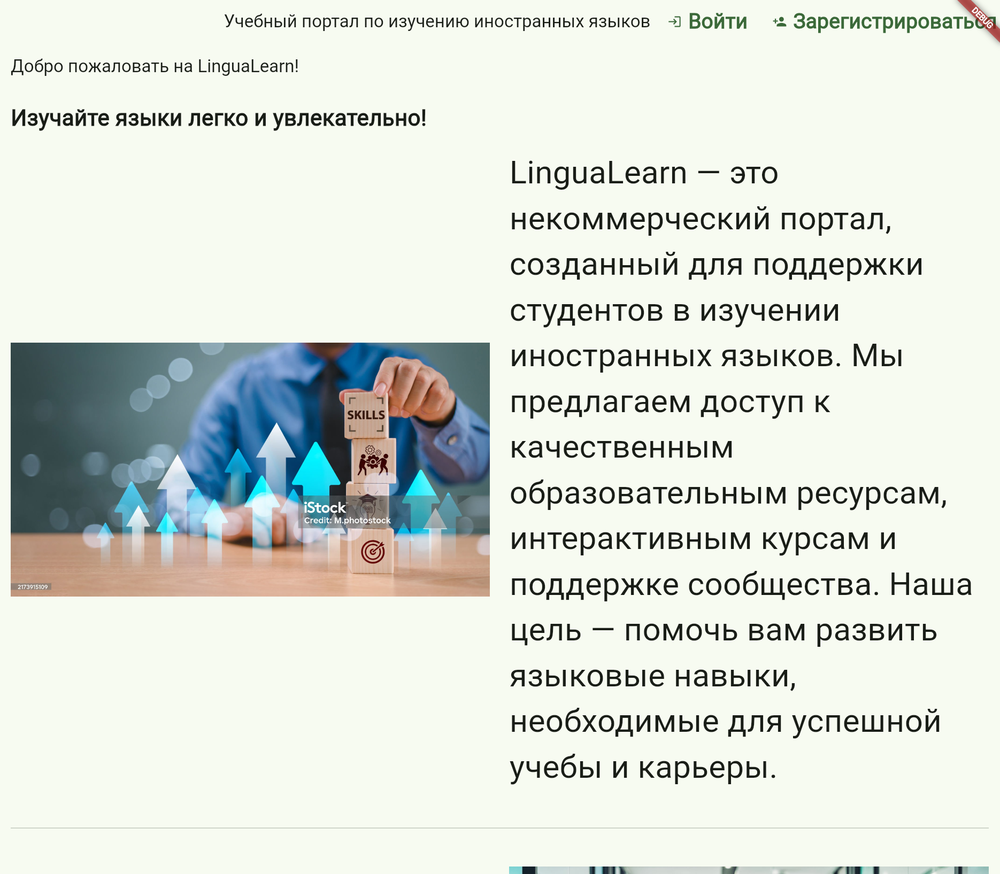 Учебный портал по изучению иностранных языков
Войти
Зарегистрироваться
DEBUG
Добро пожаловать на LinguaLearn!
Изучайте языки легко и увлекательно!
LinguaLearn — это
некоммерческий портал,
созданный для поддержки
студентов в изучении
иностранных языков. Мы
предлагаем доступ к
качественным
образовательным ресурсам,
интерактивным курсам и
поддержке сообщества. Наша
цель — помочь вам развить
языковые навыки,
необходимые для успешной
учебы и карьеры.
SKILLS
iStock
Credit: M.photostock
2173915109